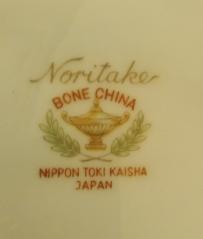 Noritake
BONE CHINA
NIPPON TOKI KAISHA
JAPAN